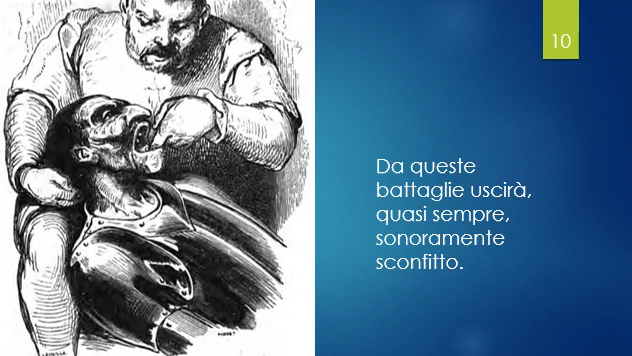 10
Da queste
battaglie uscirà,
quasi sempre,
sonoramente
sconfitto.